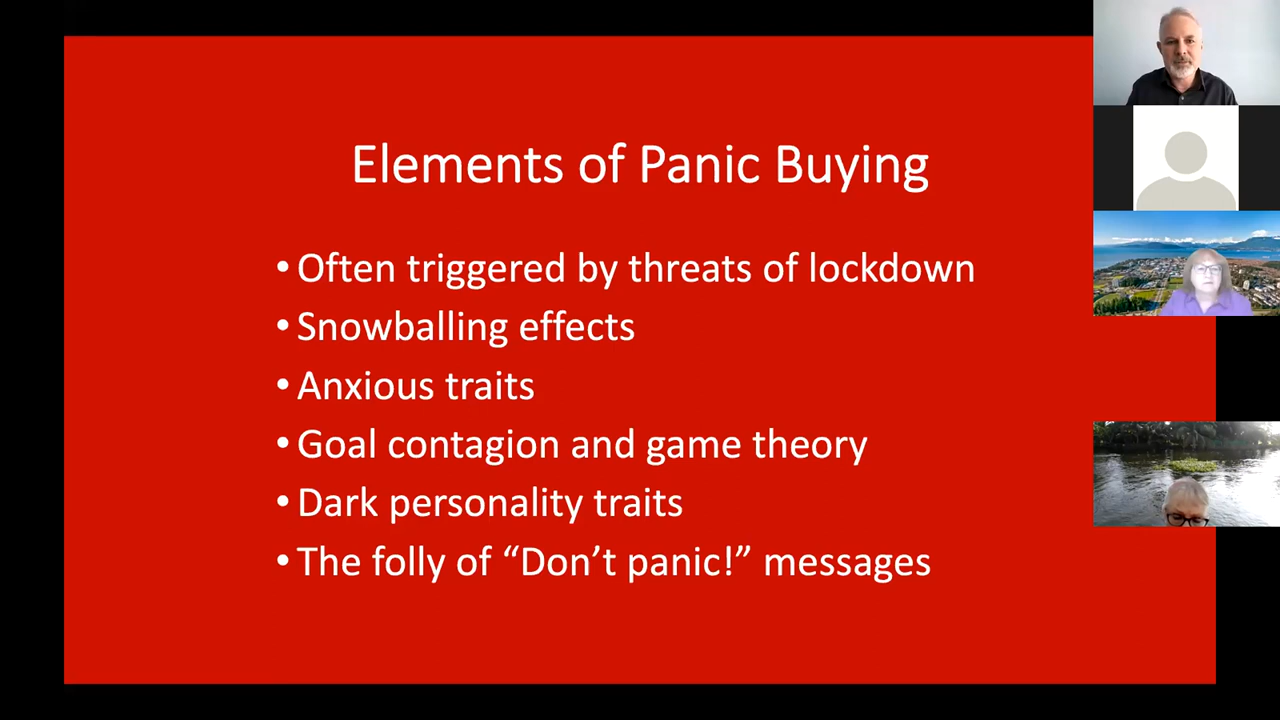 Elements of Panic Buying
• Often triggered by threats of lockdown
• Snowballing effects
• Anxious traits
• Goal contagion and game theory
• Dark personality traits
• The folly of “Don’t panic!” messages